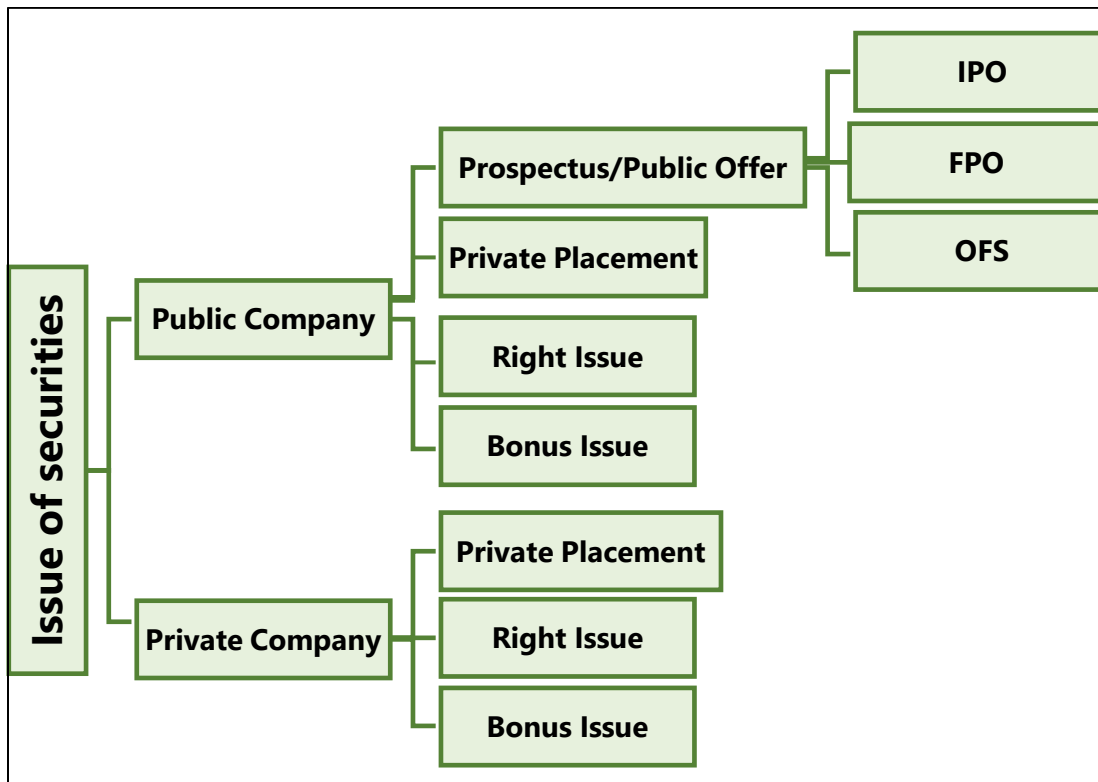 Issue of securities
Public Company
Prospectus/Public Offer
IPO
FPO
OFS
Private Placement
Right Issue
Bonus Issue
Private Company
Private Placement
Right Issue
Bonus Issue